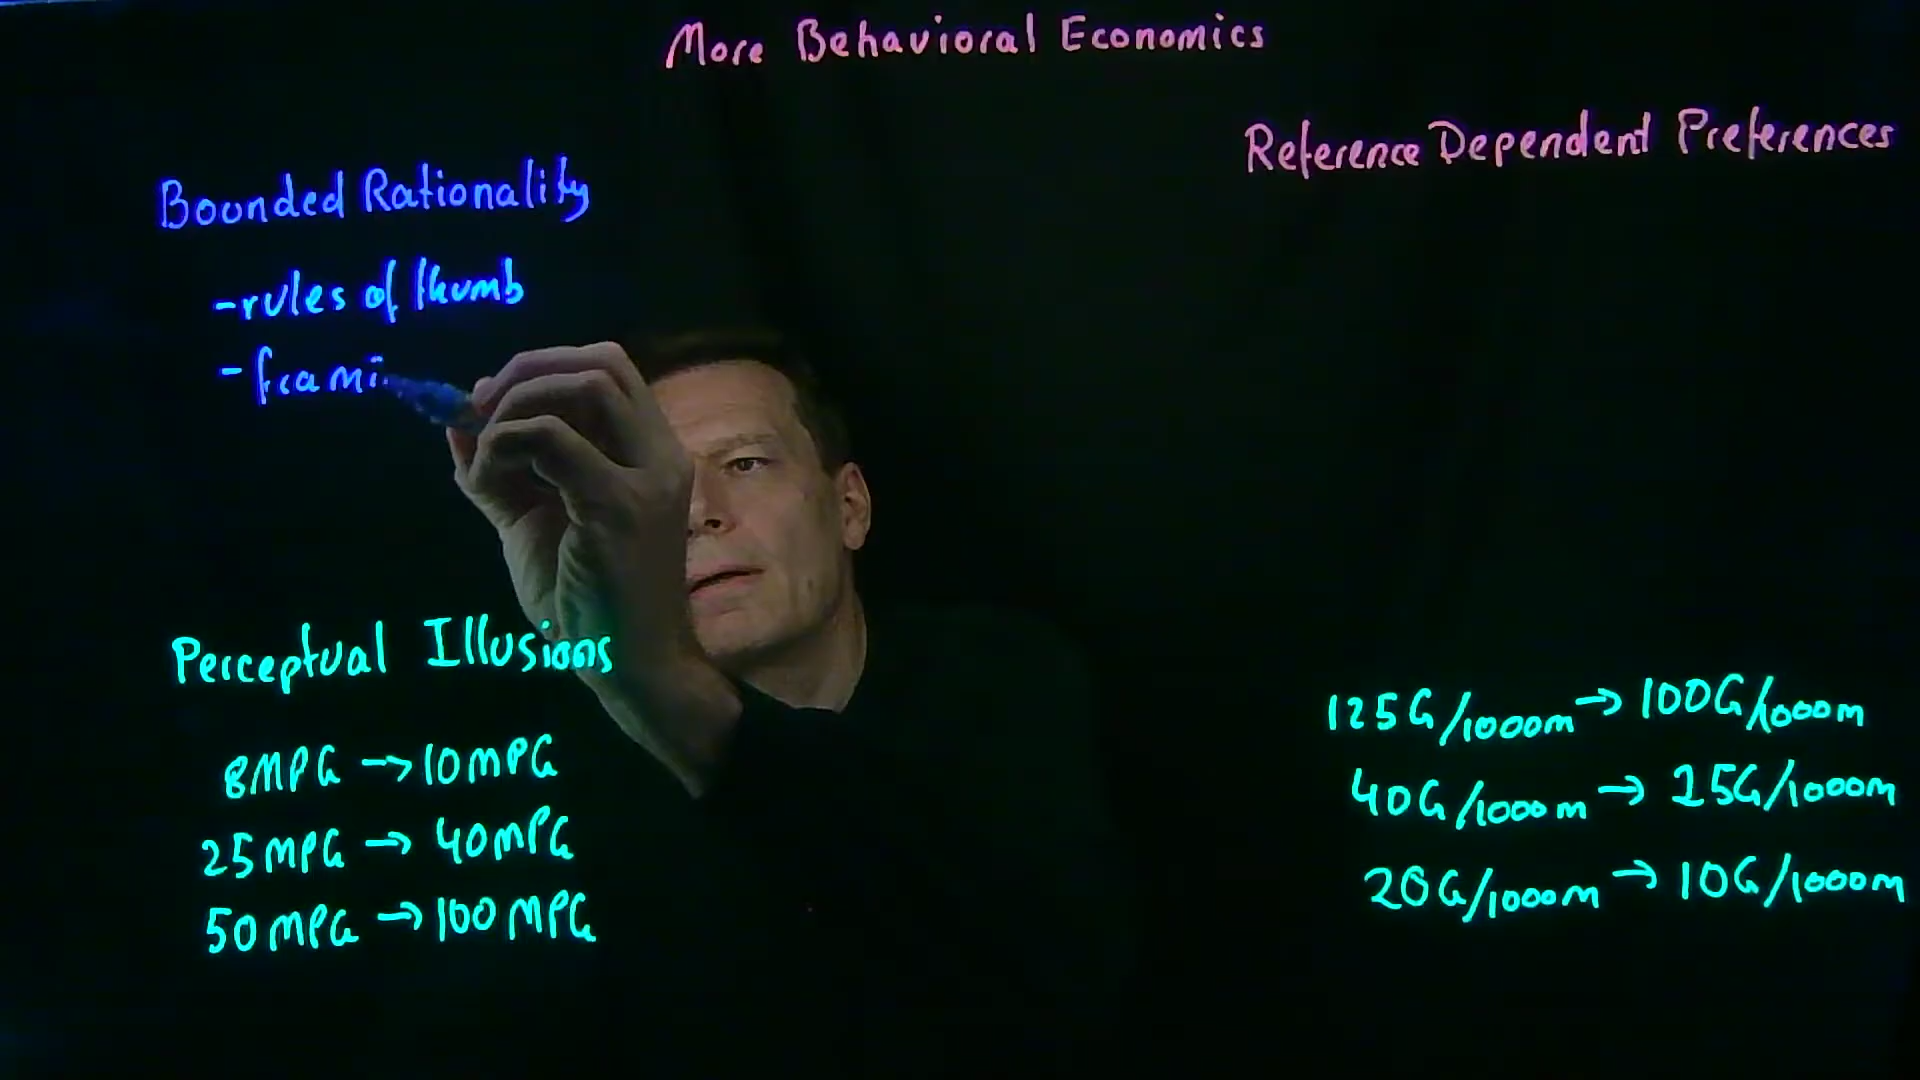 More Behavioral Economics
Reference Dependent Preferences
Bounded Rationality
-rules of thumb
-frami
Perceptual Illusions
8MPG → 10MPG
25MPG → 40MPG
50MPG → 100MPG
125G/1000m → 100G/1000m
40G/1000m → 25G/1000m
20G/1000m → 10G/1000m